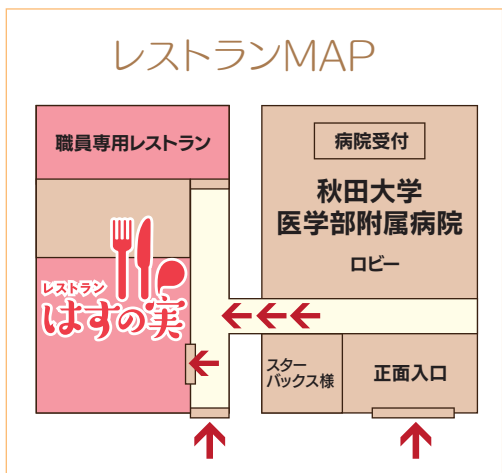 レストランMAP
職員専用レストラン
病院受付
秋田大学
医学部附属病院
ロビー
レストラン
はすの実
スター
バックス様
正面入口